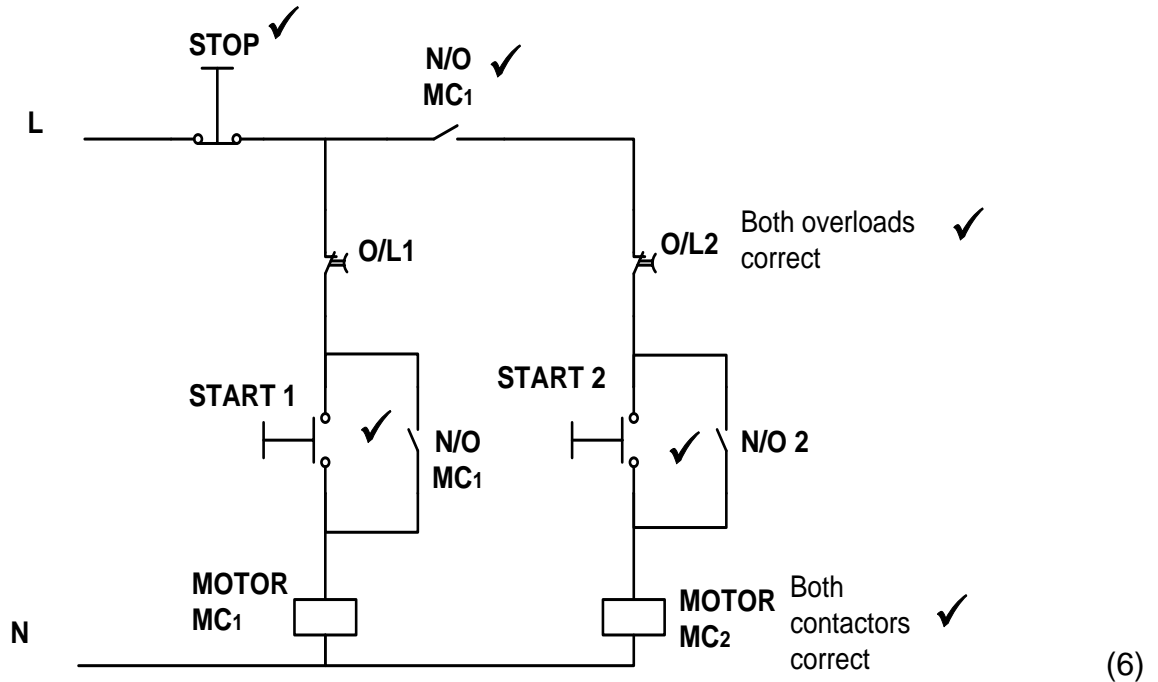 STOP
N/O
MC1
L
O/L1
O/L2
Both overloads
correct
START 1
START 2
N/O
MC1
N/O 2
MOTOR
MC1
MOTOR
MC2
Both
contactors
correct
N
(6)